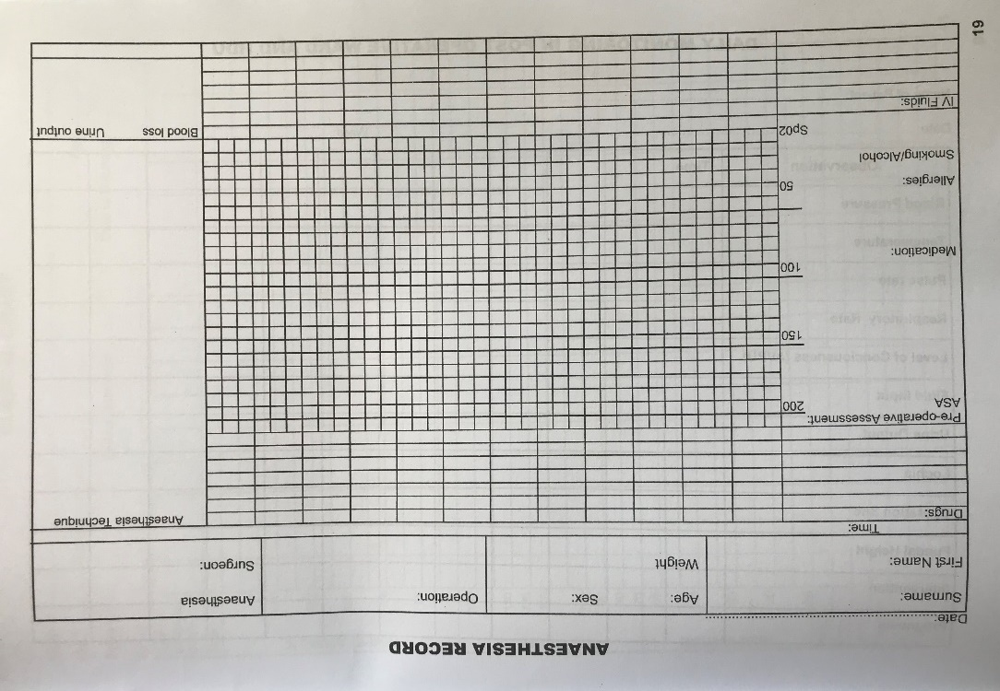 ANAESTHESIA RECORD
Date:
Surname: Age: Sex: Operation: Anaesthesia
First Name: Weight Surgeon:
Time:
Drugs: Anaesthesia Technique
Pre-operative Assessment:
ASA 200
150
100
Medication:
50
Allergies:
Smoking/Alcohol
Sp02 Blood loss Urine output
IV Fluids:
19